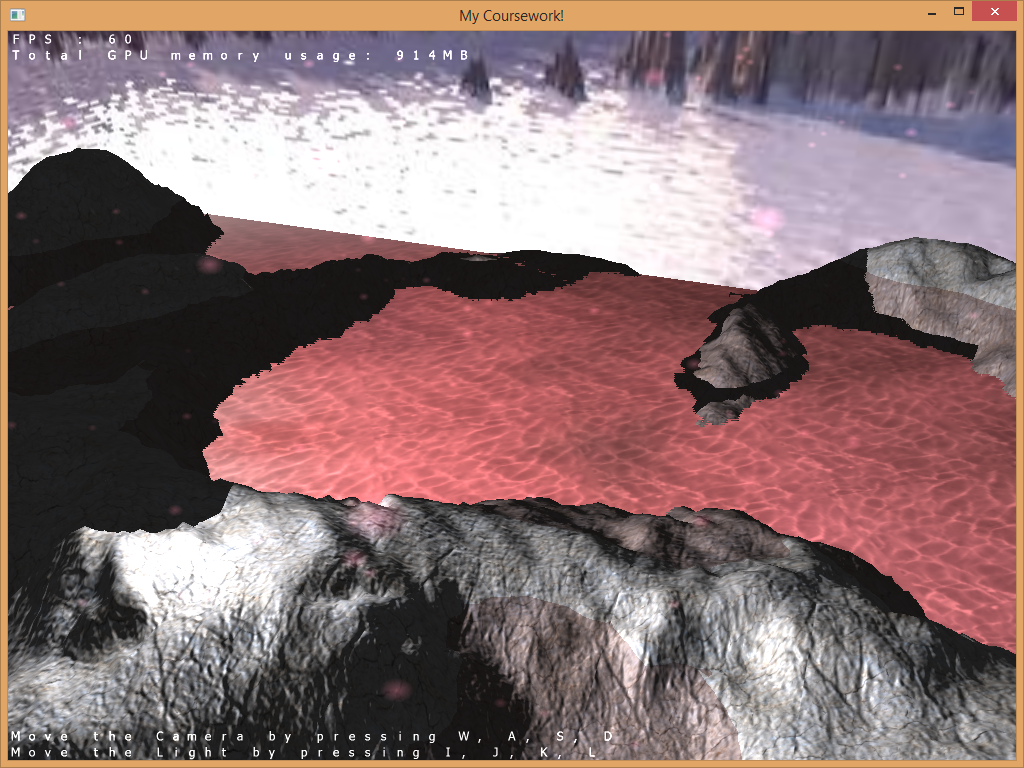 My Coursework!
FPS : 60
Total GPU memory usage: 914MB
Move the Camera by pressing W, A, S, D
Move the Light by pressing I, J, K, L